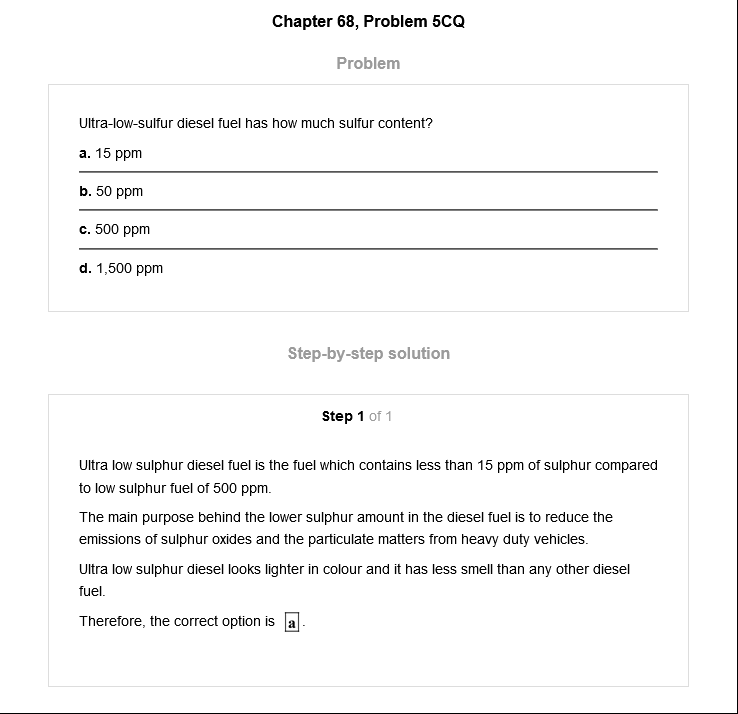 Chapter 68, Problem 5CQ
Problem
Ultra-low-sulfur diesel fuel has how much sulfur content?
a. 15 ppm
b. 50 ppm
c. 500 ppm
d. 1,500 ppm
Step-by-step solution
Step 1 of 1
Ultra low sulphur diesel fuel is the fuel which contains less than 15 ppm of sulphur compared
to low sulphur fuel of 500 ppm.
The main purpose behind the lower sulphur amount in the diesel fuel is to reduce the
emissions of sulphur oxides and the particulate matters from heavy duty vehicles.
Ultra low sulphur diesel looks lighter in colour and it has less smell than any other diesel
fuel.
Therefore, the correct option is a.